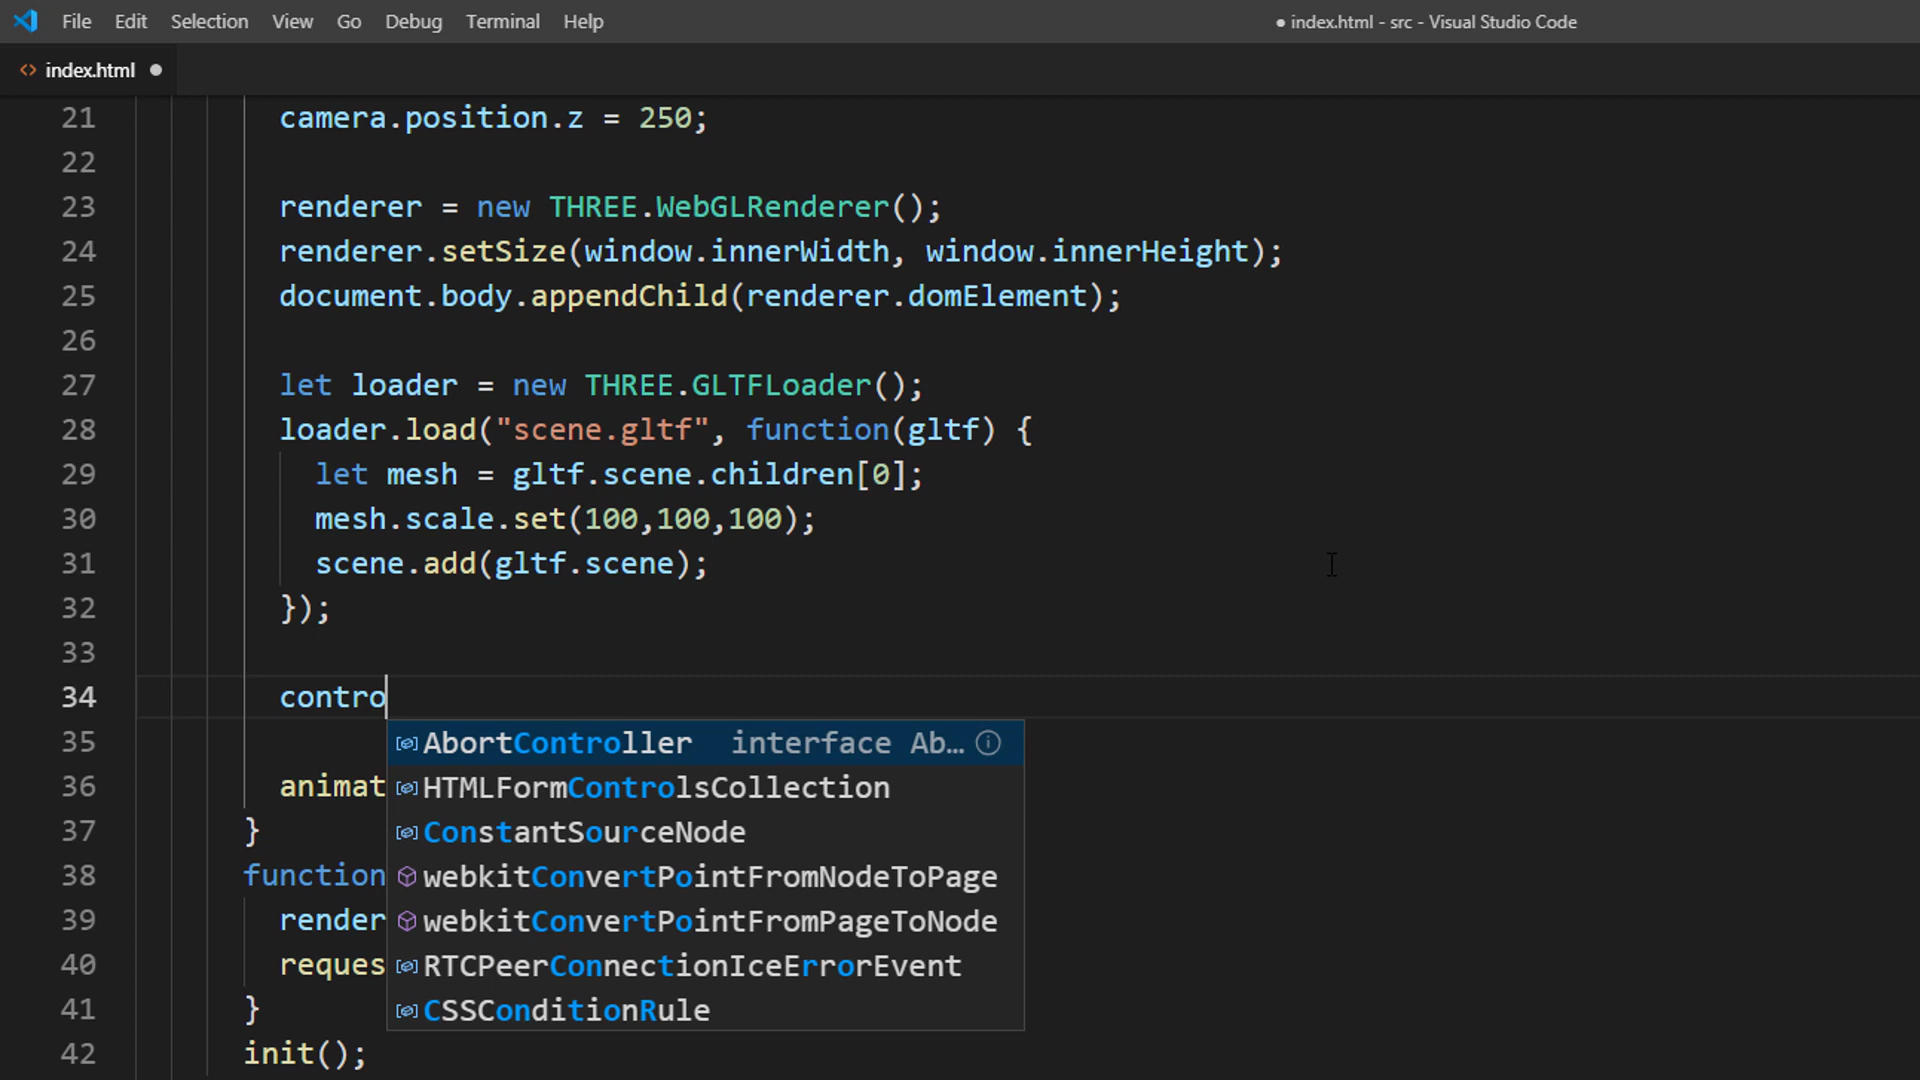 File Edit Selection View Go Debug Terminal Help ● index.html - src - Visual Studio Code
<> index.html ●
21 camera.position.z = 250;
22
23 renderer = new THREE.WebGLRenderer();
24 renderer.setSize(window.innerWidth, window.innerHeight);
25 document.body.appendChild(renderer.domElement);
26
27 let loader = new THREE.GLTFLoader();
28 loader.load("scene.gltf", function(gltf) {
29 let mesh = gltf.scene.children[0];
30 mesh.scale.set(100,100,100);
31 scene.add(gltf.scene);
32 });
33
34 contro
35 AbortController interface Ab...
36 animat HTMLFormControlsCollection
37 } ConstantSourceNode
38 function webkitConvertPointFromNodeToPage
39 render webkitConvertPointFromPageToNode
40 reques RTCPeerConnectionIceErrorEvent
41 } CSSConditionRule
42 init();